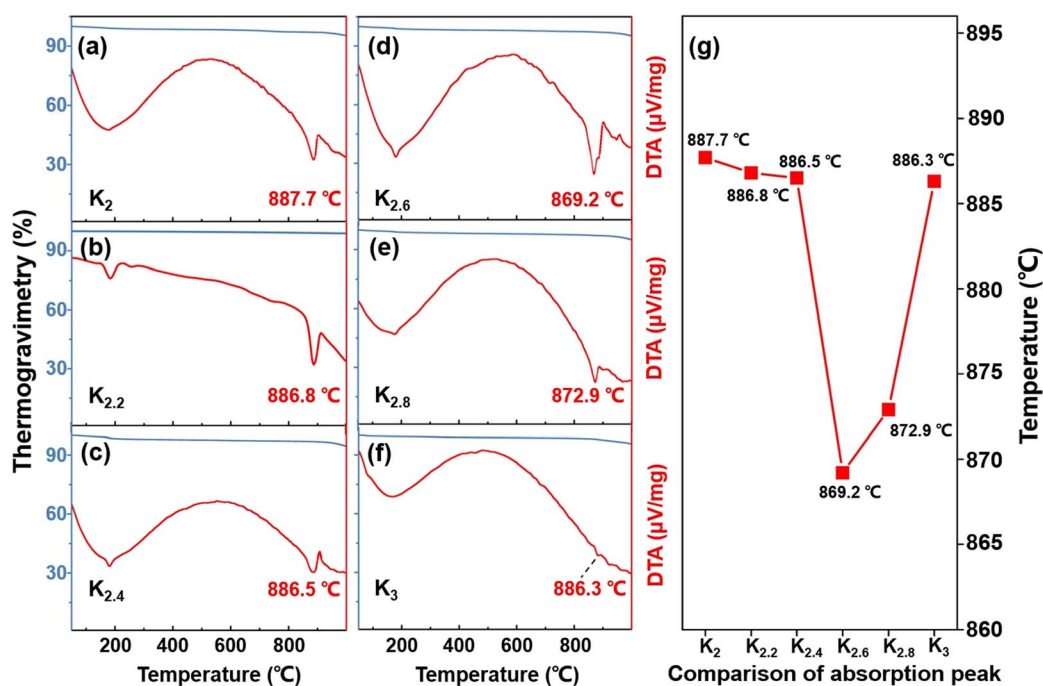 (a)
90
60
30
K₂
887.7 ℃
(b)
90
60
30
K₂.₂
886.8 ℃
(c)
90
60
30
K₂.₄
886.5 ℃
200 400 600 800
Temperature (℃)
Thermogravimetry (%)
(d)
K₂.₆
869.2 ℃
DTA (μV/mg)
(e)
K₂.₈
872.9 ℃
DTA (μV/mg)
(f)
K₃
886.3 ℃
DTA (μV/mg)
200 400 600 800
Temperature (℃)
(g)
887.7 ℃
886.8 ℃
886.5 ℃
869.2 ℃
872.9 ℃
886.3 ℃
895
890
885
880
875
870
865
860
Temperature (℃)
K₂ K₂.₂ K₂.₄ K₂.₆ K₂.₈ K₃
Comparison of absorption peak